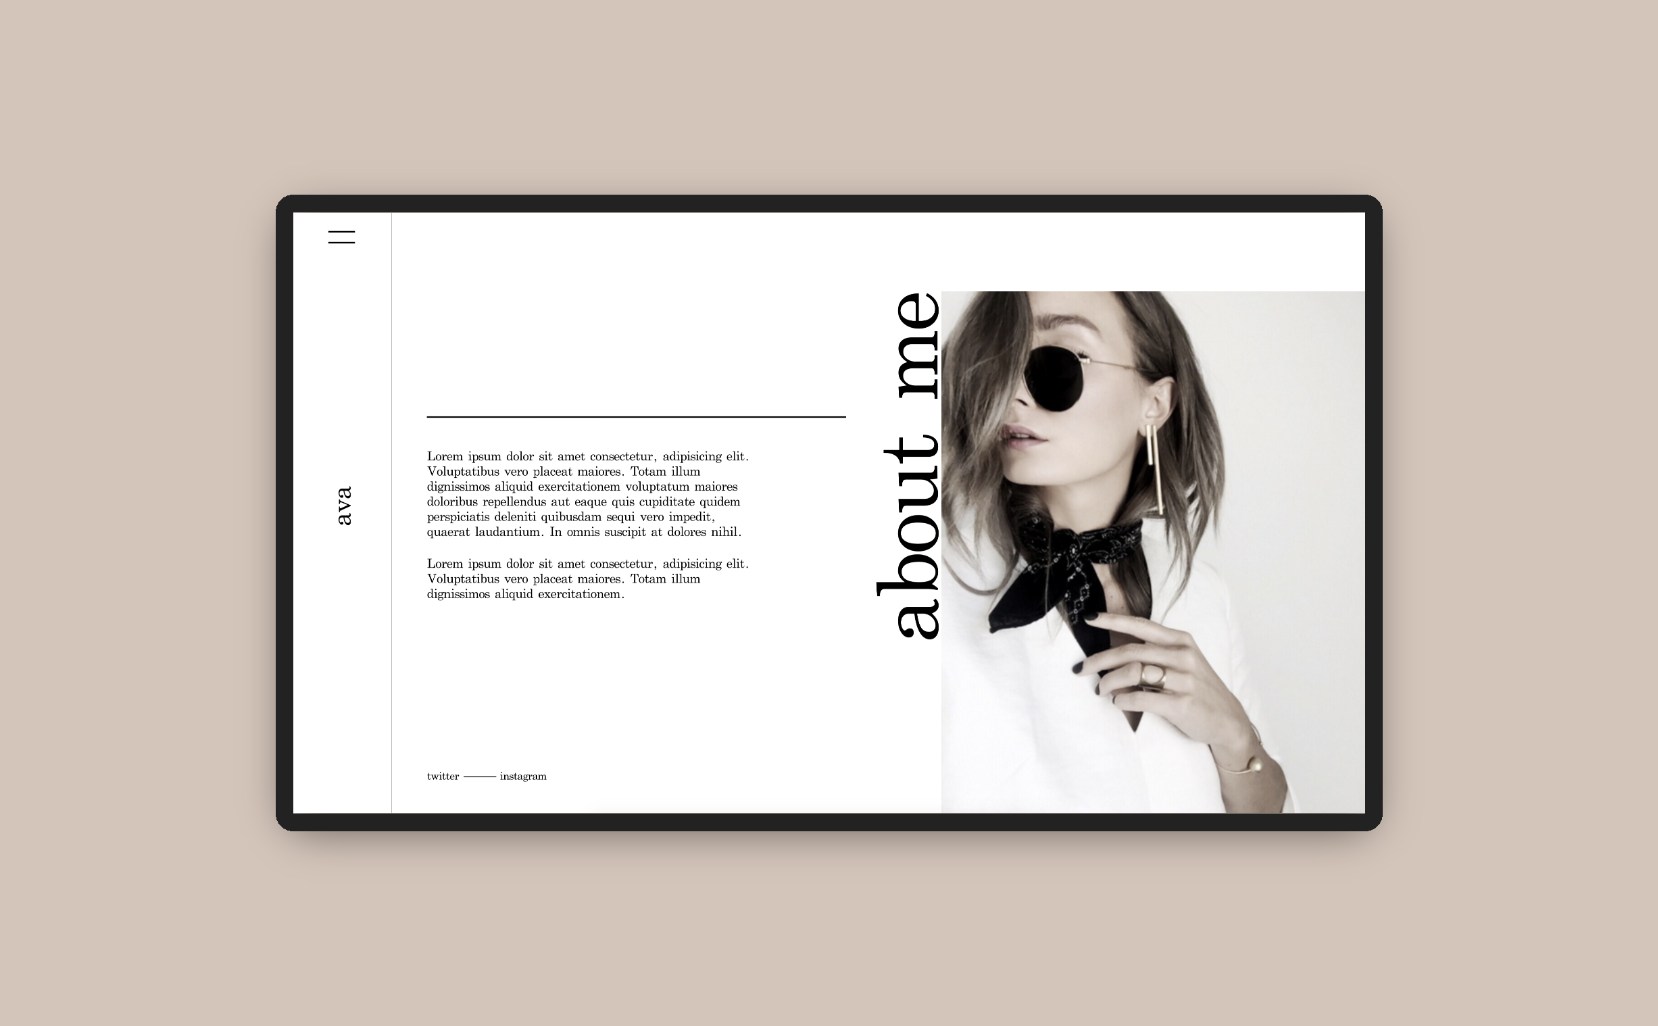 ava
Lorem ipsum dolor sit amet consectetur, adipisicing elit.
Voluptatibus vero placeat maiores. Totam illum
dignissimos aliquid exercitationem voluptatum maiores
doloribus repellendus aut eaque quis cupiditate quidem
perspiciatis deleniti quibusdam sequi vero impedit,
quaerat laudantium. In omnis suscipit at dolores nihil.
Lorem ipsum dolor sit amet consectetur, adipisicing elit.
Voluptatibus vero placeat maiores. Totam illum
dignissimos aliquid exercitationem.
twitter instagram
about me